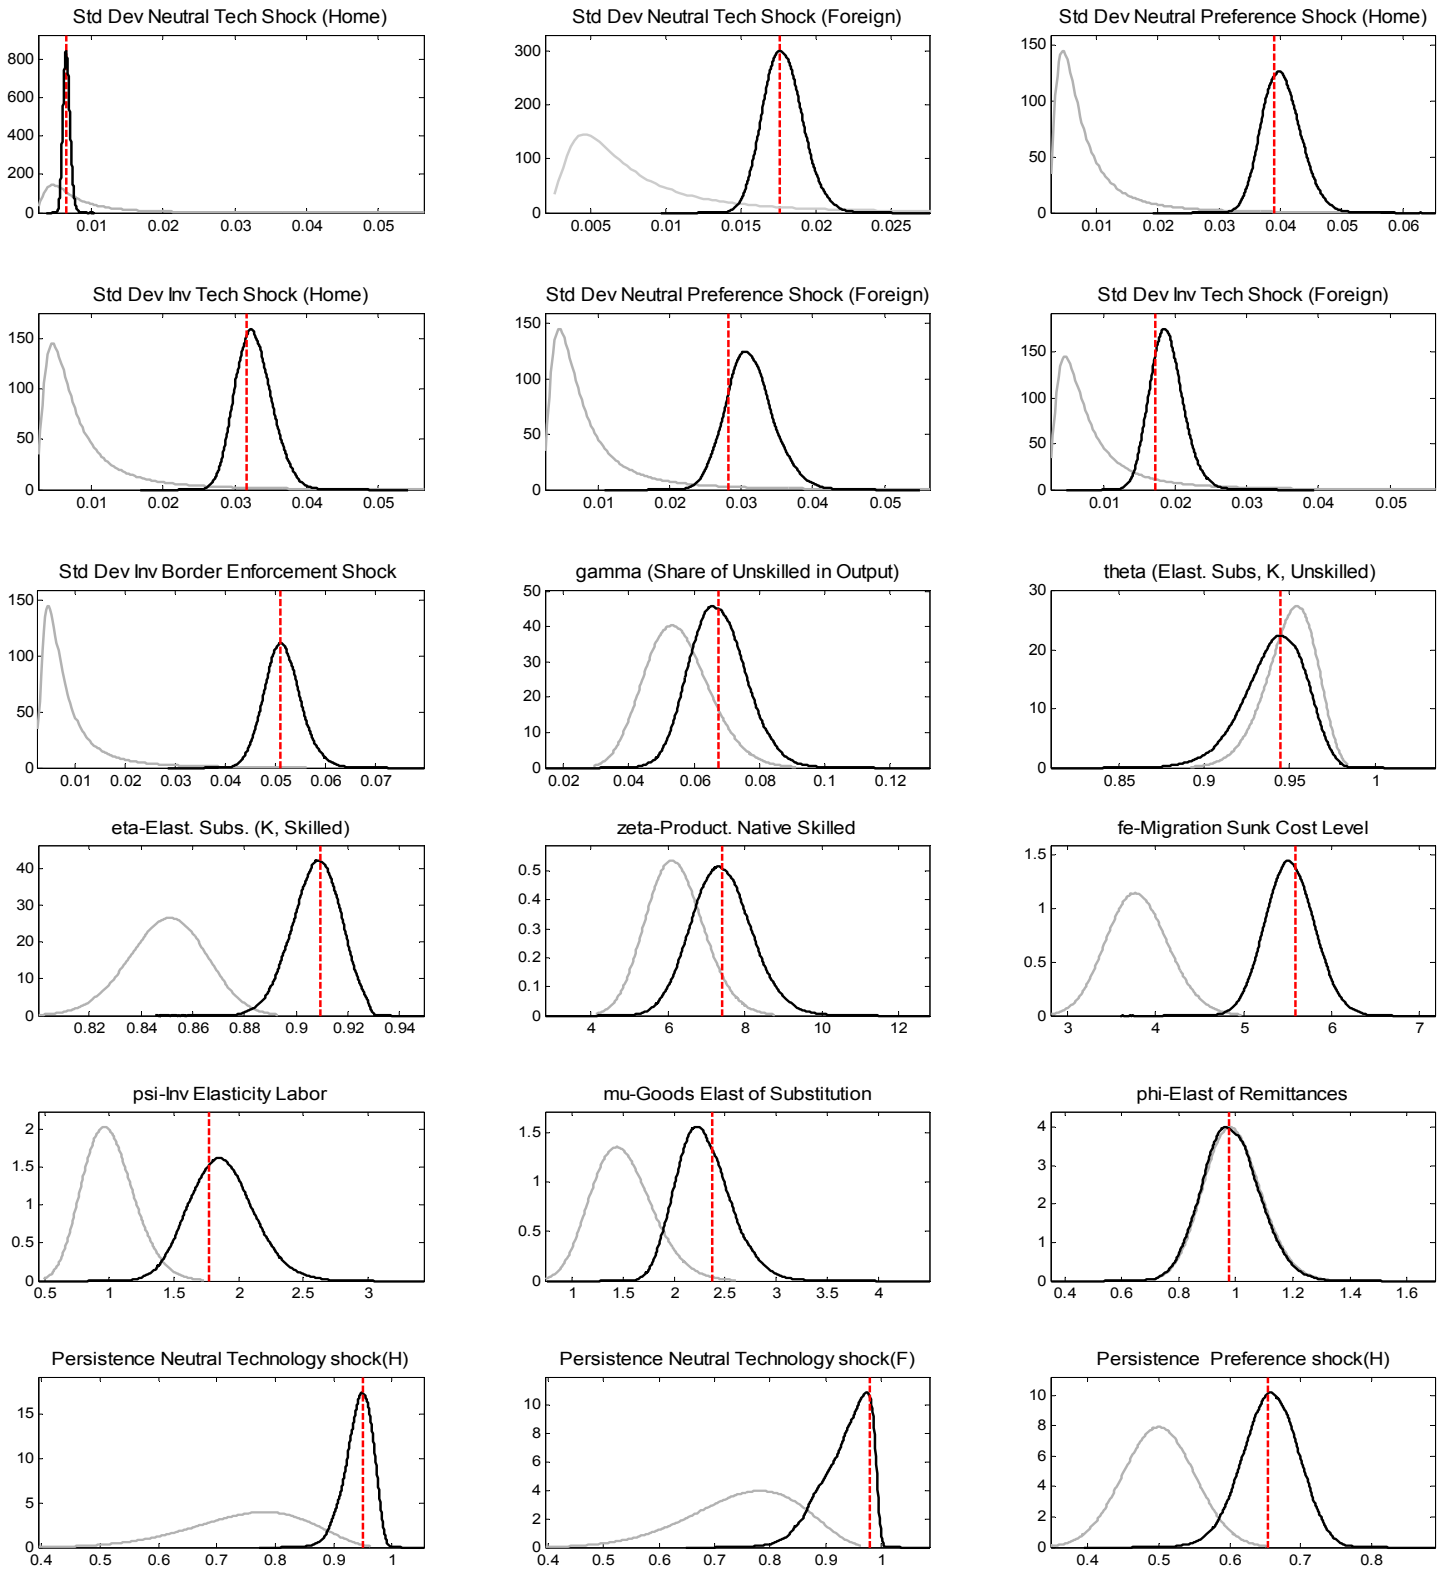 Std Dev Neutral Tech Shock (Home)
800
600
400
200
0
0.01 0.02 0.03 0.04 0.05
Std Dev Neutral Tech Shock (Foreign)
300
200
100
0
0.005 0.01 0.015 0.02 0.025
Std Dev Neutral Preference Shock (Home)
150
100
50
0
0.01 0.02 0.03 0.04 0.05 0.06
Std Dev Inv Tech Shock (Home)
150
100
50
0
0.01 0.02 0.03 0.04 0.05
Std Dev Neutral Preference Shock (Foreign)
150
100
50
0
0.01 0.02 0.03 0.04 0.05
Std Dev Inv Tech Shock (Foreign)
150
100
50
0
0.01 0.02 0.03 0.04 0.05
Std Dev Inv Border Enforcement Shock
150
100
50
0
0.01 0.02 0.03 0.04 0.05 0.06 0.07
gamma (Share of Unskilled in Output)
50
40
30
20
10
0
0.02 0.04 0.06 0.08 0.1 0.12
theta (Elast. Subs, K, Unskilled)
30
20
10
0
0.85 0.9 0.95 1
eta-Elast. Subs. (K, Skilled)
40
30
20
10
0
0.82 0.84 0.86 0.88 0.9 0.92 0.94
zeta-Product. Native Skilled
0.5
0.4
0.3
0.2
0.1
0
4 6 8 10 12
fe-Migration Sunk Cost Level
1.5
1
0.5
0
3 4 5 6 7
psi-Inv Elasticity Labor
2
1.5
1
0.5
0
0.5 1 1.5 2 2.5 3
mu-Goods Elast of Substitution
1.5
1
0.5
0
1 1.5 2 2.5 3 3.5 4
phi-Elast of Remittances
4
3
2
1
0
0.4 0.6 0.8 1 1.2 1.4 1.6
Persistence Neutral Technology shock(H)
15
10
5
0
0.4 0.5 0.6 0.7 0.8 0.9 1
Persistence Neutral Technology shock(F)
10
8
6
4
2
0
0.4 0.5 0.6 0.7 0.8 0.9 1
Persistence  Preference shock(H)
10
8
6
4
2
0
0.4 0.5 0.6 0.7 0.8